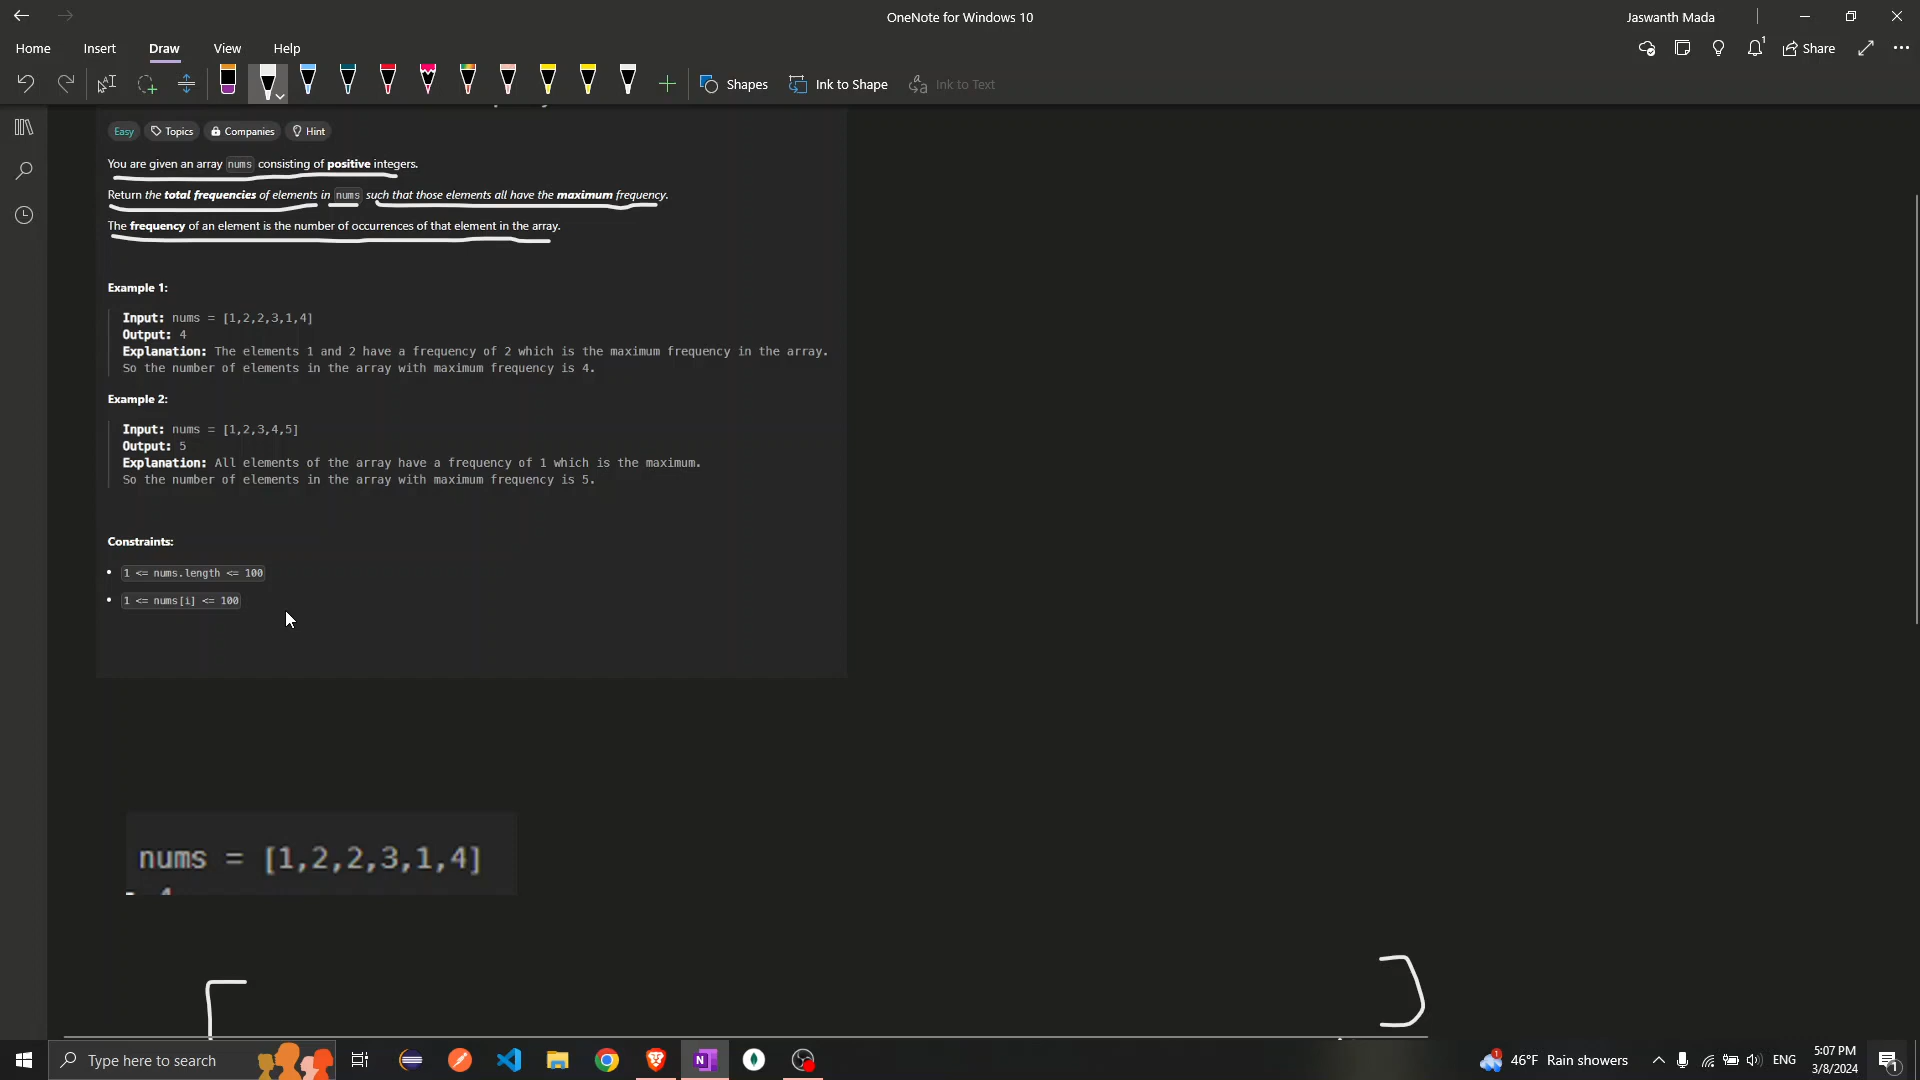 OneNote for Windows 10
Jaswanth Mada
Home Insert Draw View Help
1 Share
Shapes Ink to Shape Ink to Text
Easy Topics Companies Hint
You are given an array nums consisting of positive integers.
Return the total frequencies of elements in nums such that those elements all have the maximum frequency.
The frequency of an element is the number of occurrences of that element in the array.
Example 1:
Input: nums = [1,2,2,3,1,4]
Output: 4
Explanation: The elements 1 and 2 have a frequency of 2 which is the maximum frequency in the array.
So the number of elements in the array with maximum frequency is 4.
Example 2:
Input: nums = [1,2,3,4,5]
Output: 5
Explanation: All elements of the array have a frequency of 1 which is the maximum.
So the number of elements in the array with maximum frequency is 5.
Constraints:
• 1 <= nums.length <= 100
• 1 <= nums[i] <= 100
nums = [1,2,2,3,1,4]
Type here to search
46°F Rain showers
ENG
5:07 PM
3/8/2024
1